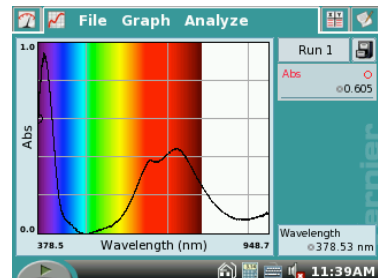 File Graph Analyze
Run 1
1.0
Abs
0.605
Abs
0.0
378.5
Wavelength (nm)
948.7
Wavelength
378.53 nm
11:39AM
ernier